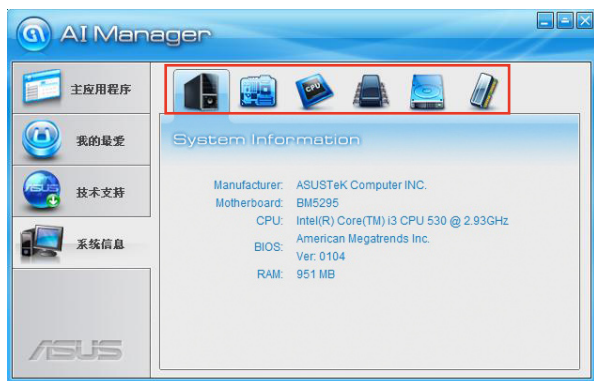 AI Manager
主应用程序
我的最爱
技术支持
系统信息
ASUS
CPU
System Information
Manufacturer: ASUSTeK Computer INC.
Motherboard: BM5295
CPU: Intel(R) Core(TM) i3 CPU 530 @ 2.93GHz
BIOS: American Megatrends Inc.
Ver: 0104
RAM: 951 MB